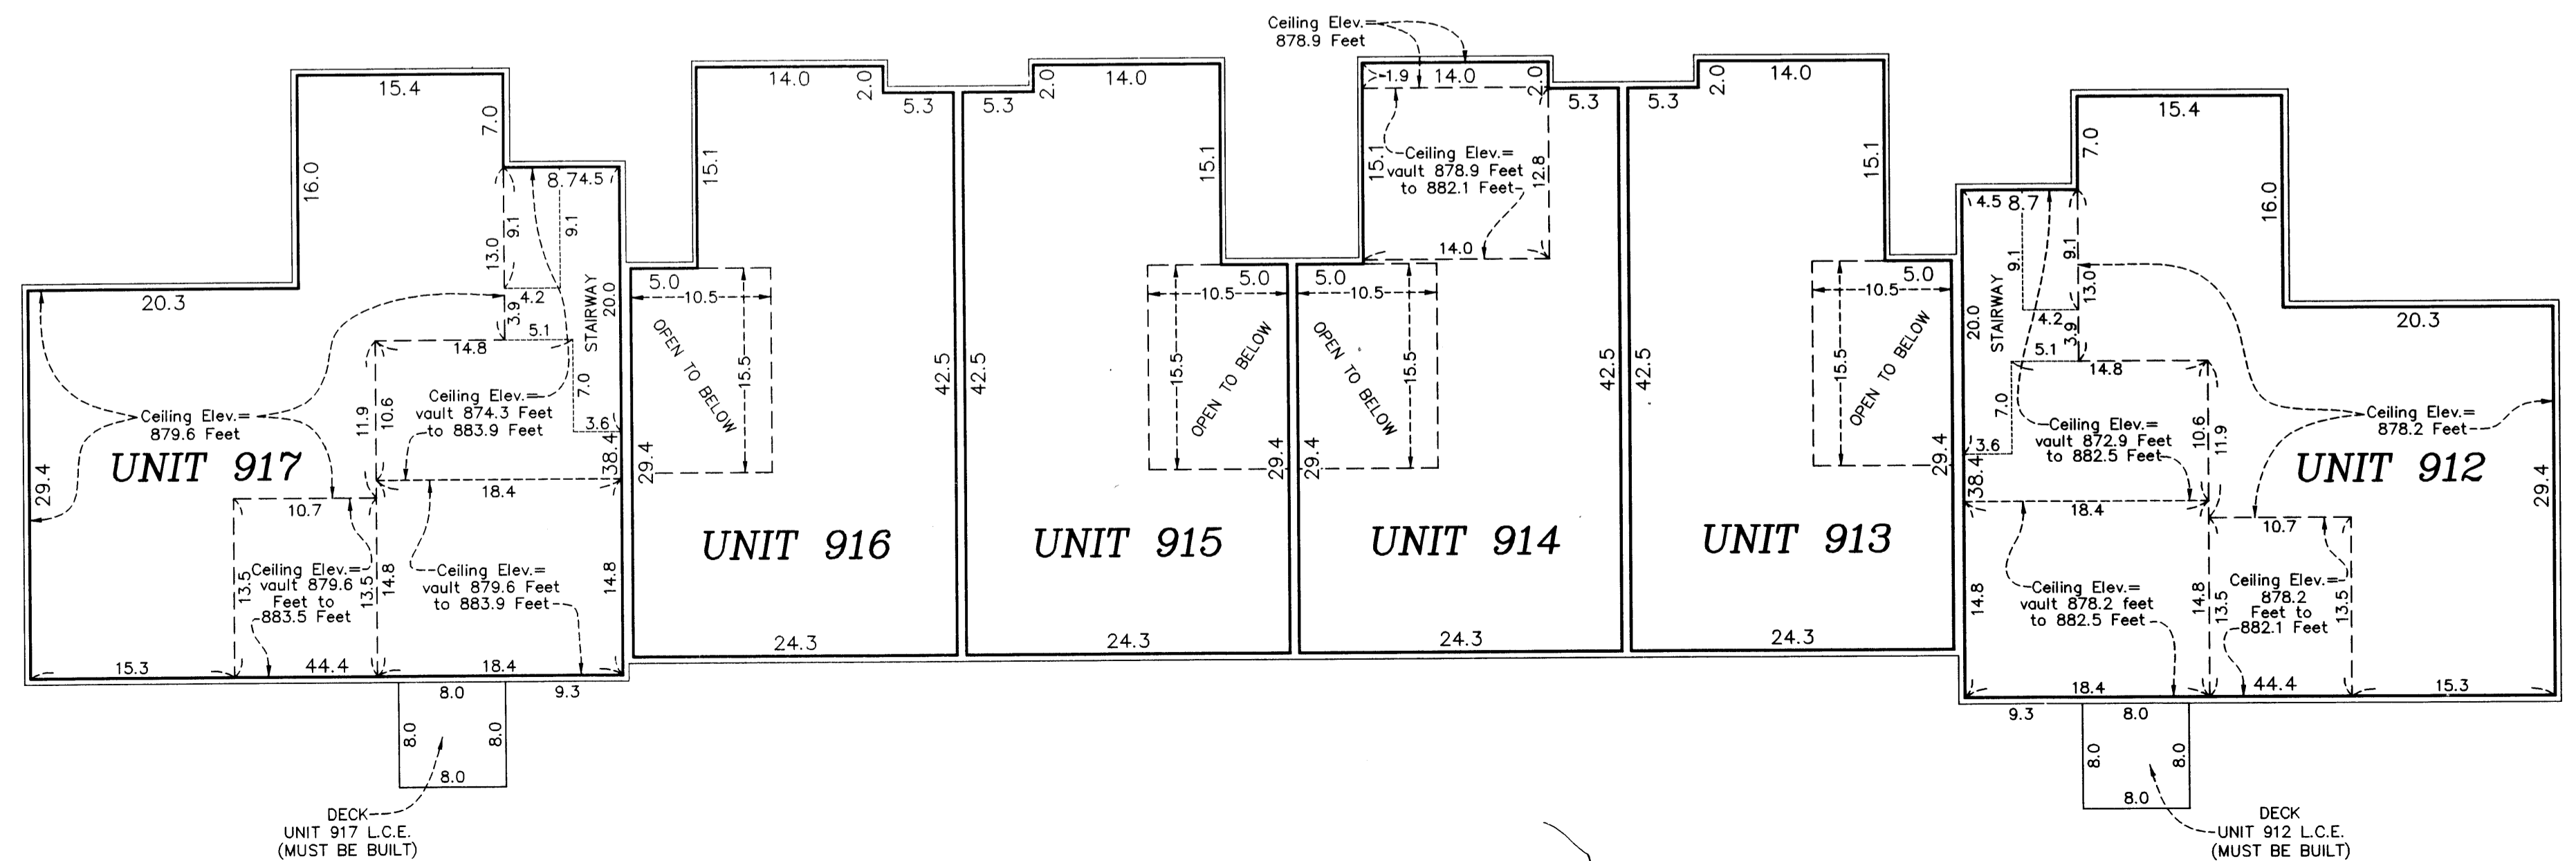 Ceiling Elev.=
878.9 Feet
15.4
7.0
16.0
20.3
8.7
4.5
9.1
9.1
13.0
3.9
4.2
5.1
14.8
STAIRWAY
20.0
7.0
3.6
38.4
11.9
10.6
Ceiling Elev.=
vault 874.3 Feet
to 883.9 Feet
Ceiling Elev.=
879.6 Feet
UNIT 917
29.4
10.7
18.4
13.5
Ceiling Elev.=
vault 879.6
Feet to
883.5 Feet
13.5
14.8
Ceiling Elev.=
vault 879.6 Feet
to 883.9 Feet
14.8
15.3
44.4
18.4
8.0
9.3
8.0
8.0
8.0
DECK
UNIT 917 L.C.E.
(MUST BE BUILT)
14.0
2.0
5.3
15.1
5.0
10.5
OPEN TO BELOW
15.5
29.4
42.5
UNIT 916
24.3
5.3
2.0
14.0
15.1
5.0
10.5
15.5
OPEN TO BELOW
42.5
29.4
UNIT 915
24.3
1.9
14.0
2.0
5.3
15.1
Ceiling Elev.=
vault 878.9 Feet
to 882.1 Feet
12.8
14.0
5.0
10.5
OPEN TO BELOW
15.5
29.4
42.5
UNIT 914
24.3
5.3
2.0
14.0
15.1
5.0
10.5
15.5
OPEN TO BELOW
42.5
29.4
UNIT 913
24.3
15.4
7.0
16.0
20.3
4.5
8.7
9.1
9.1
13.0
STAIRWAY
20.0
4.2
3.9
5.1
14.8
7.0
3.6
38.4
10.6
11.9
Ceiling Elev.=
vault 872.9 Feet
to 882.5 Feet
Ceiling Elev.=
878.2 Feet
UNIT 912
29.4
18.4
10.7
14.8
Ceiling Elev.=
vault 878.2 feet
to 882.5 Feet
14.8
13.5
Ceiling Elev.=
878.2
Feet to
882.1 Feet
13.5
18.4
44.4
15.3
9.3
8.0
8.0
8.0
8.0
DECK
UNIT 912 L.C.E.
(MUST BE BUILT)